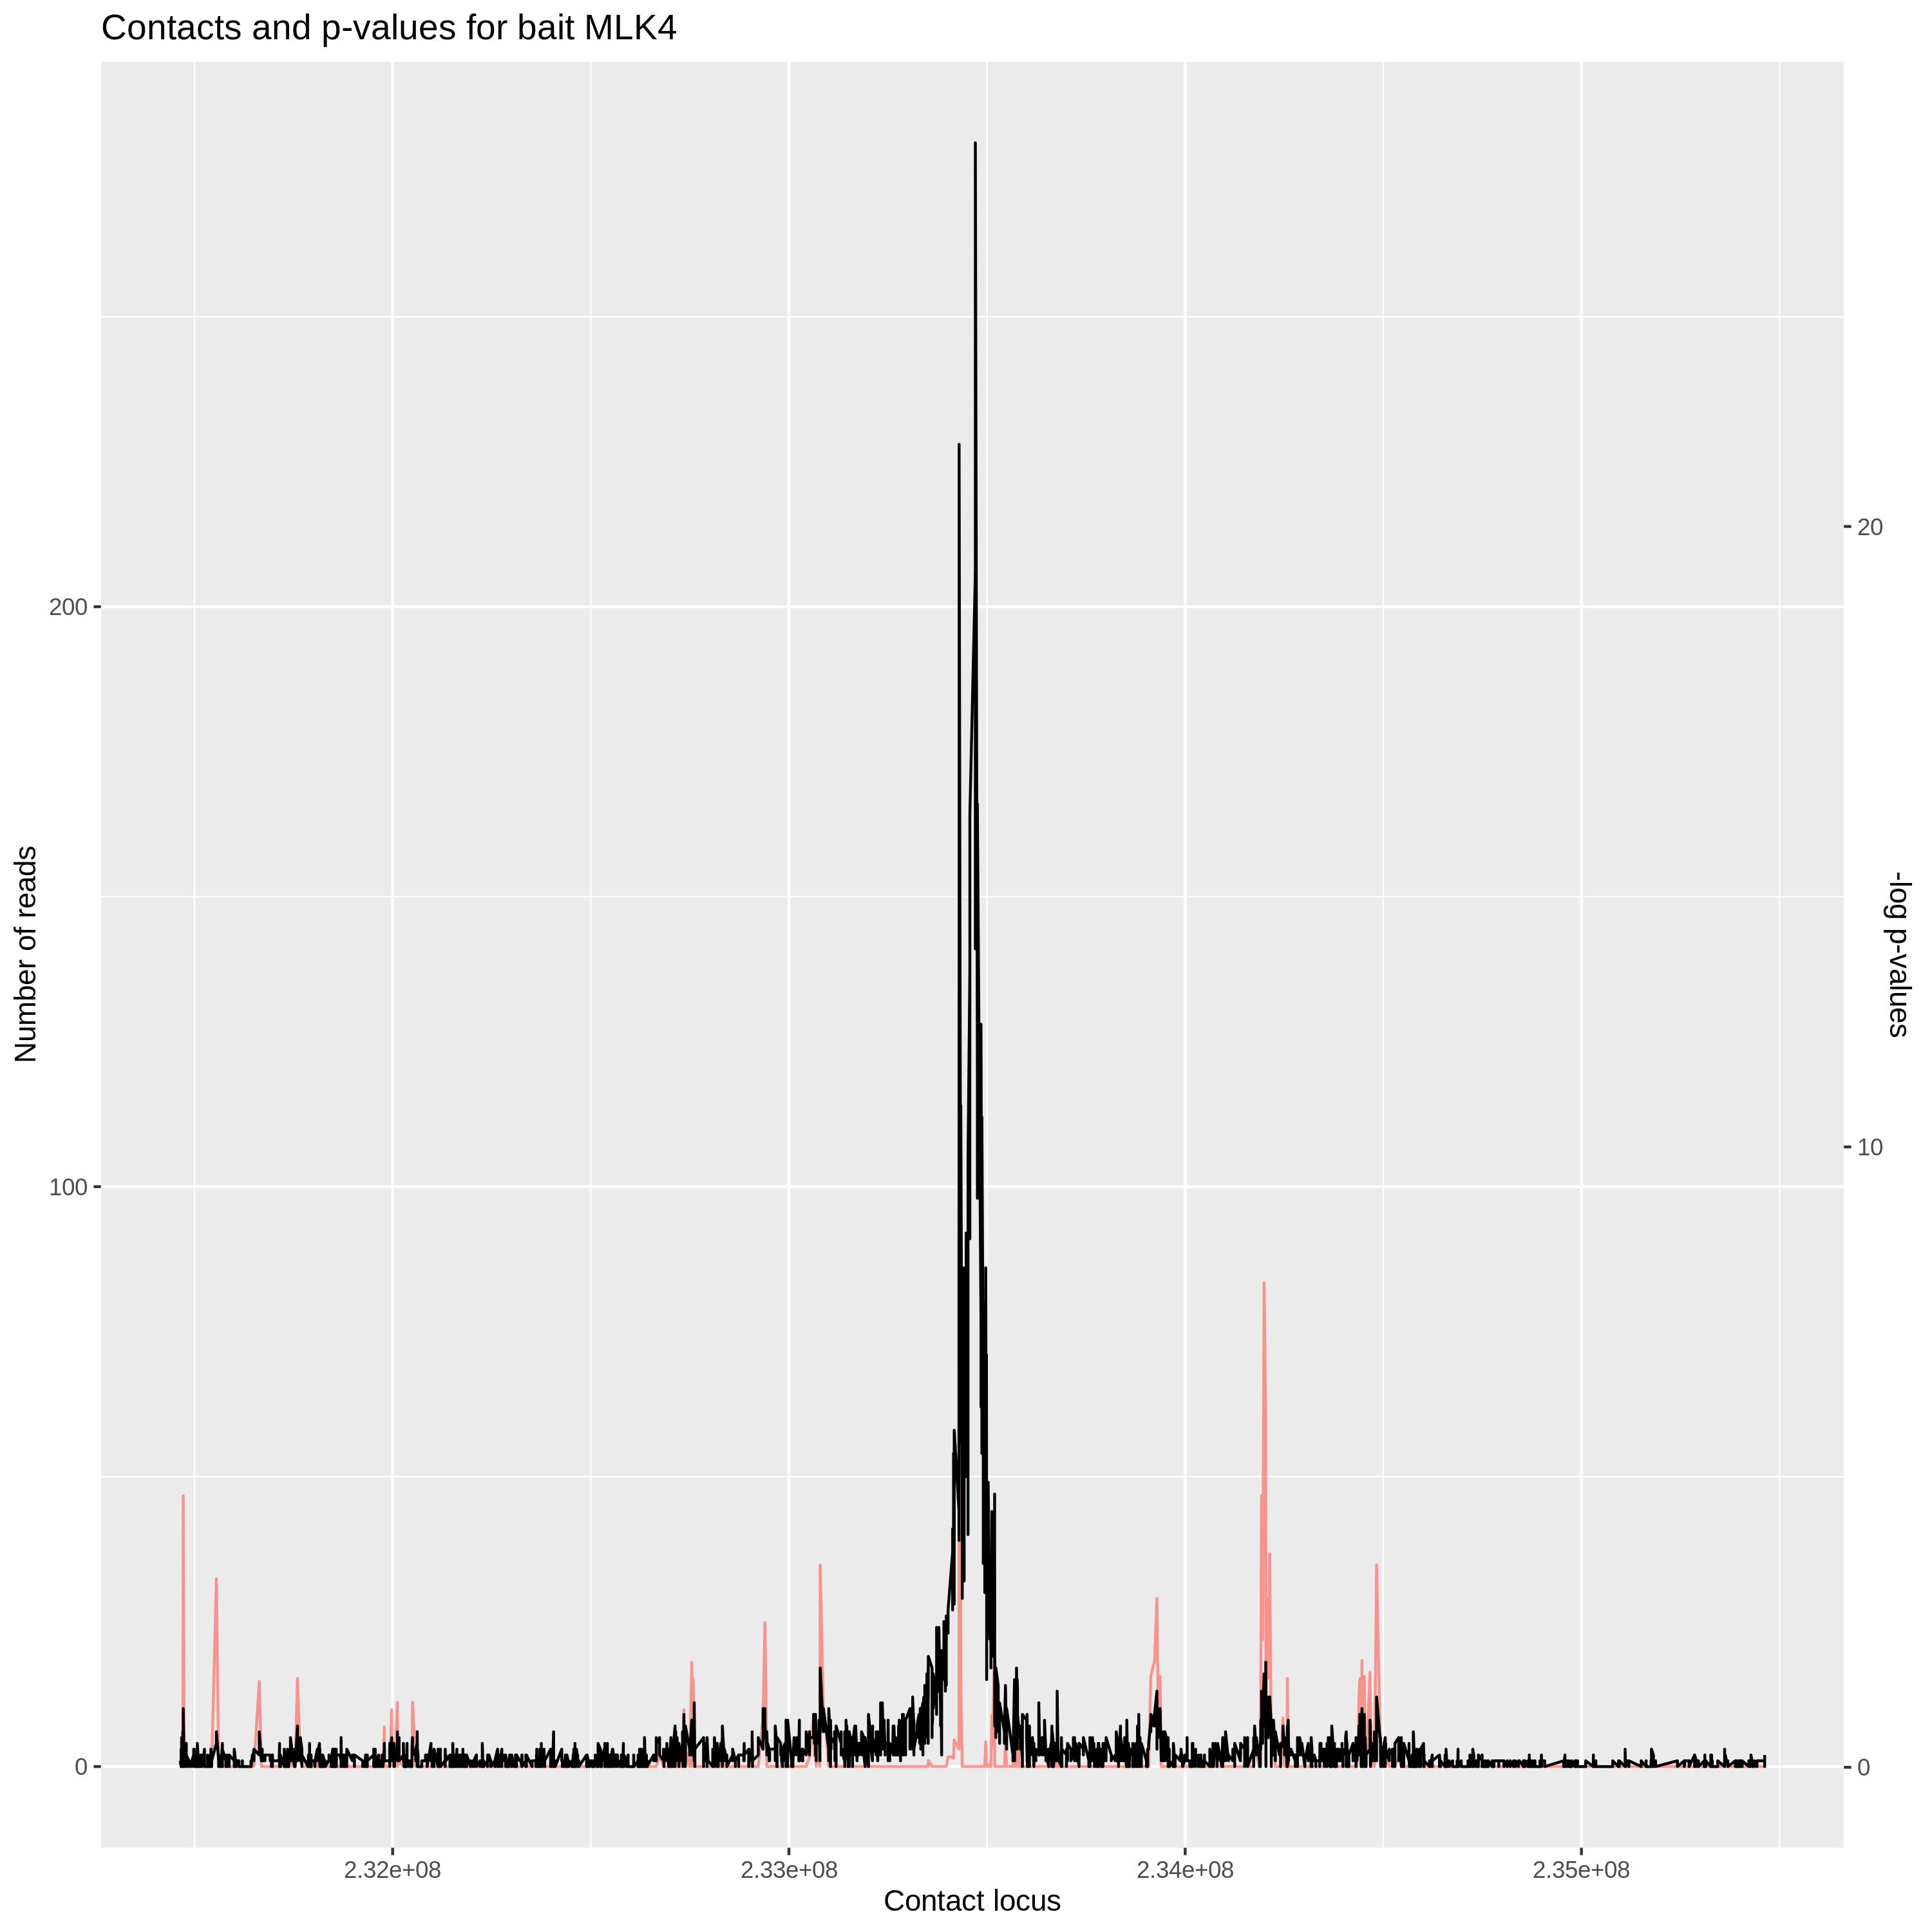 Contacts and p-values for bait MLK4
Number of reads
200
100
0
20
10
0
-log p-values
2.32e+08
2.33e+08
2.34e+08
2.35e+08
Contact locus